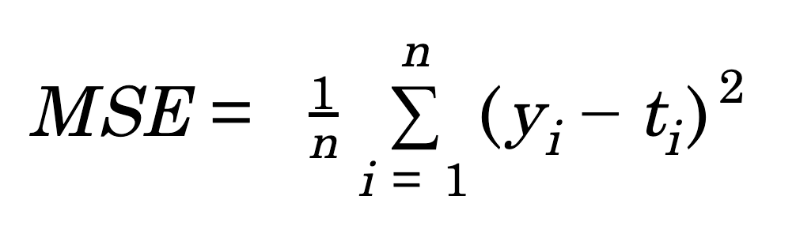 MSE = 1/n ∑_{i = 1}^{n} (y_i − t_i)^2